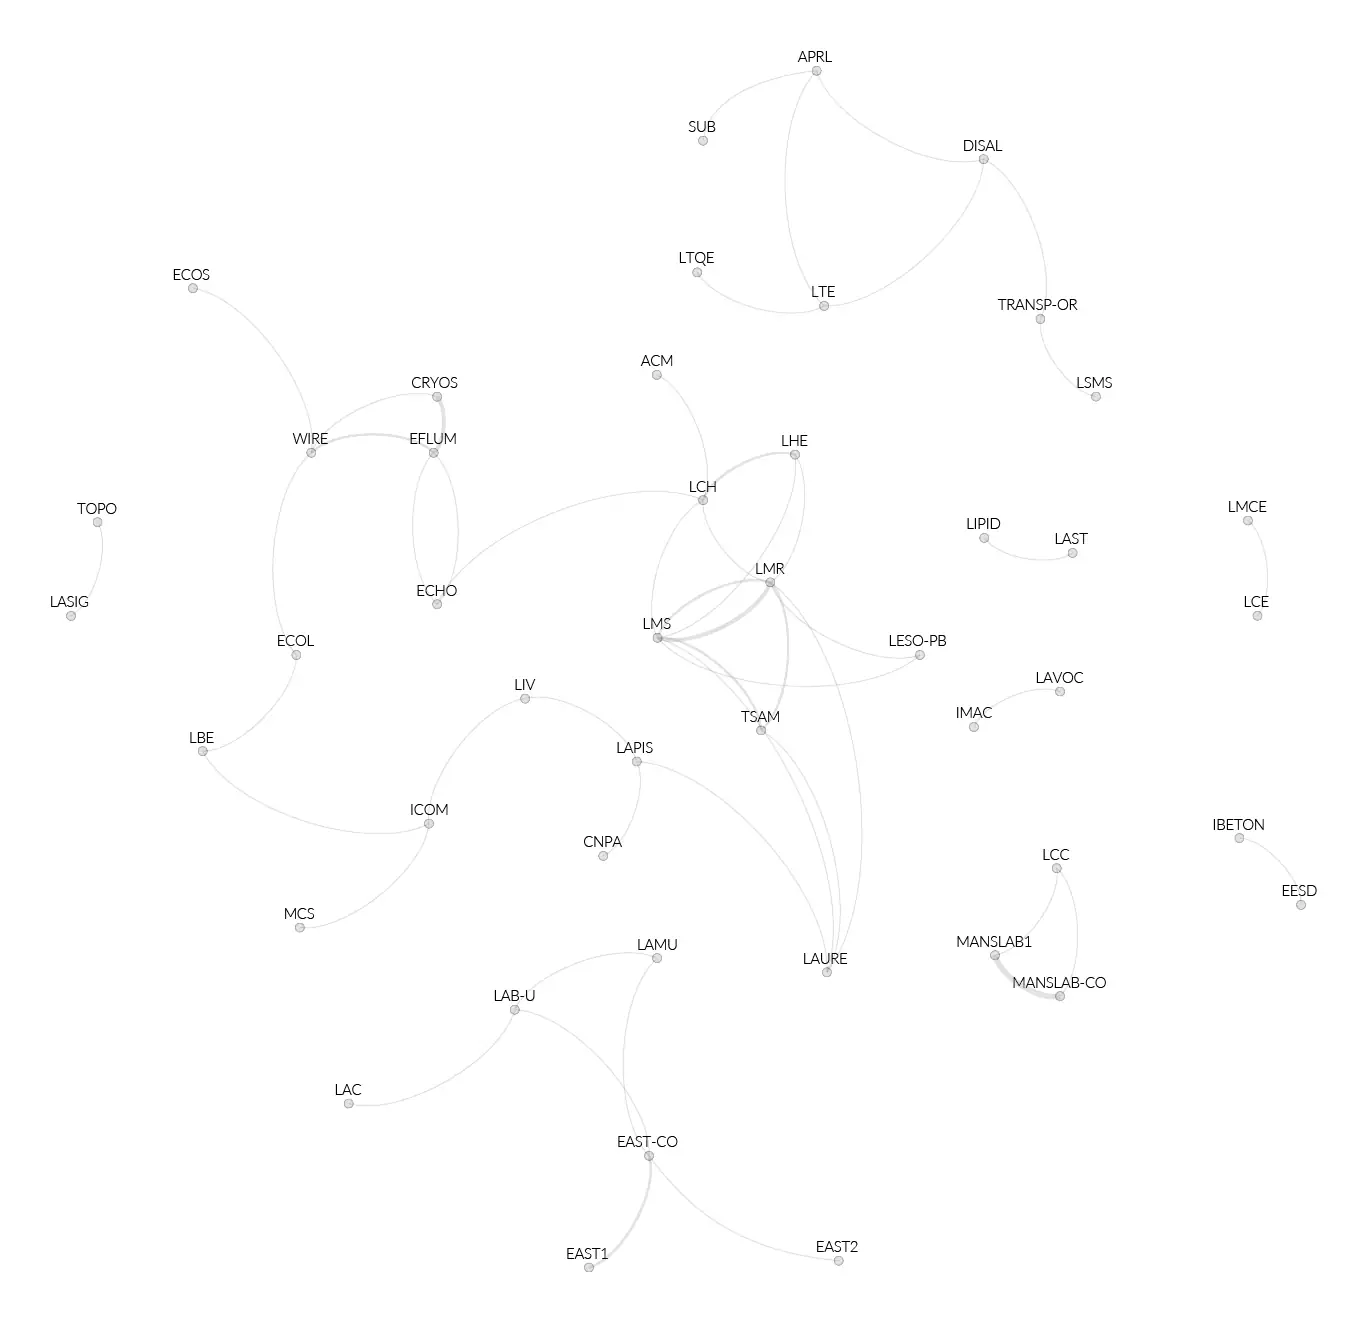 APRL
SUB
DISAL
LTQE
ECOS
LTE
TRANSP-OR
ACM
CRYOS
LSMS
WIRE
EFLUM
LHE
LCH
TOPO
LMCE
LIPID
LAST
LMR
ECHO
LASIG
LCE
LMS
ECOL
LESO-PB
LAVOC
LIV
IMAC
TSAM
LBE
LAPIS
ICOM
IBETON
CNPA
LCC
EESD
MCS
MANSLAB1
LAMU
LAURE
MANSLAB-CO
LAB-U
LAC
EAST-CO
EAST2
EAST1